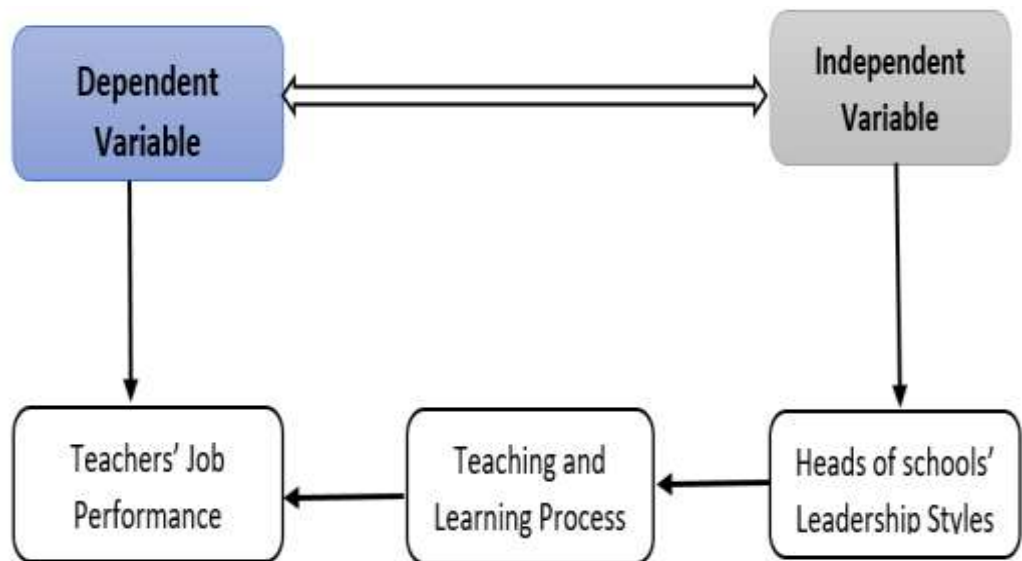 Dependent
Variable
Independent
Variable
Teachers' Job
Performance
Teaching and
Learning Process
Heads of schools'
Leadership Styles